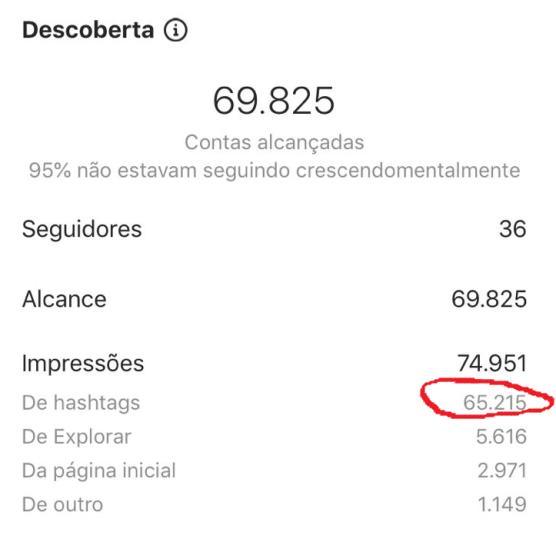 Descoberta
69.825
Contas alcançadas
95% não estavam seguindo crescendomentalmente
Seguidores 36
Alcance 69.825
Impressões 74.951
De hashtags 65.215
De Explorar 5.616
Da página inicial 2.971
De outro 1.149